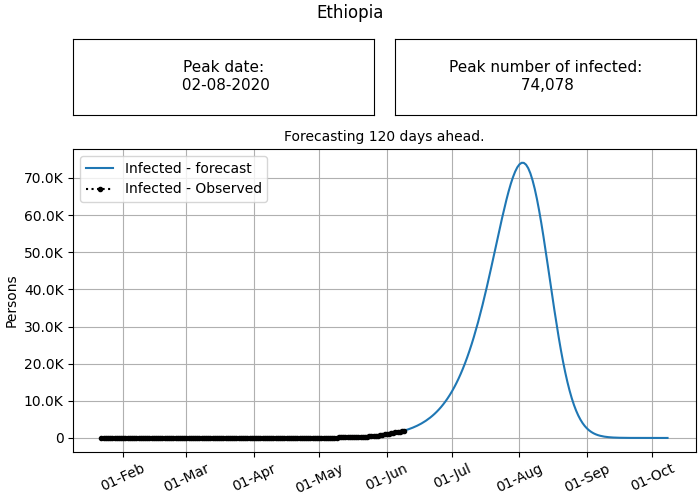 Ethiopia
Peak date:
02-08-2020
Peak number of infected:
74,078
Forecasting 120 days ahead.
Infected - forecast
Infected - Observed
70.0K
60.0K
50.0K
40.0K
30.0K
20.0K
10.0K
0
Persons
01-Feb
01-Mar
01-Apr
01-May
01-Jun
01-Jul
01-Aug
01-Sep
01-Oct